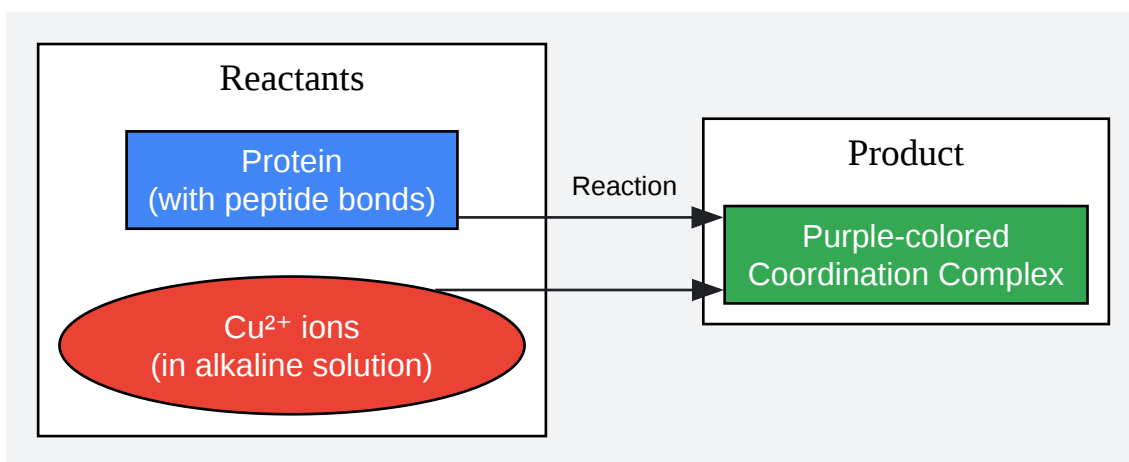 Reactants
Protein
(with peptide bonds)
Cu²⁺ ions
(in alkaline solution)
Reaction
Product
Purple-colored
Coordination Complex